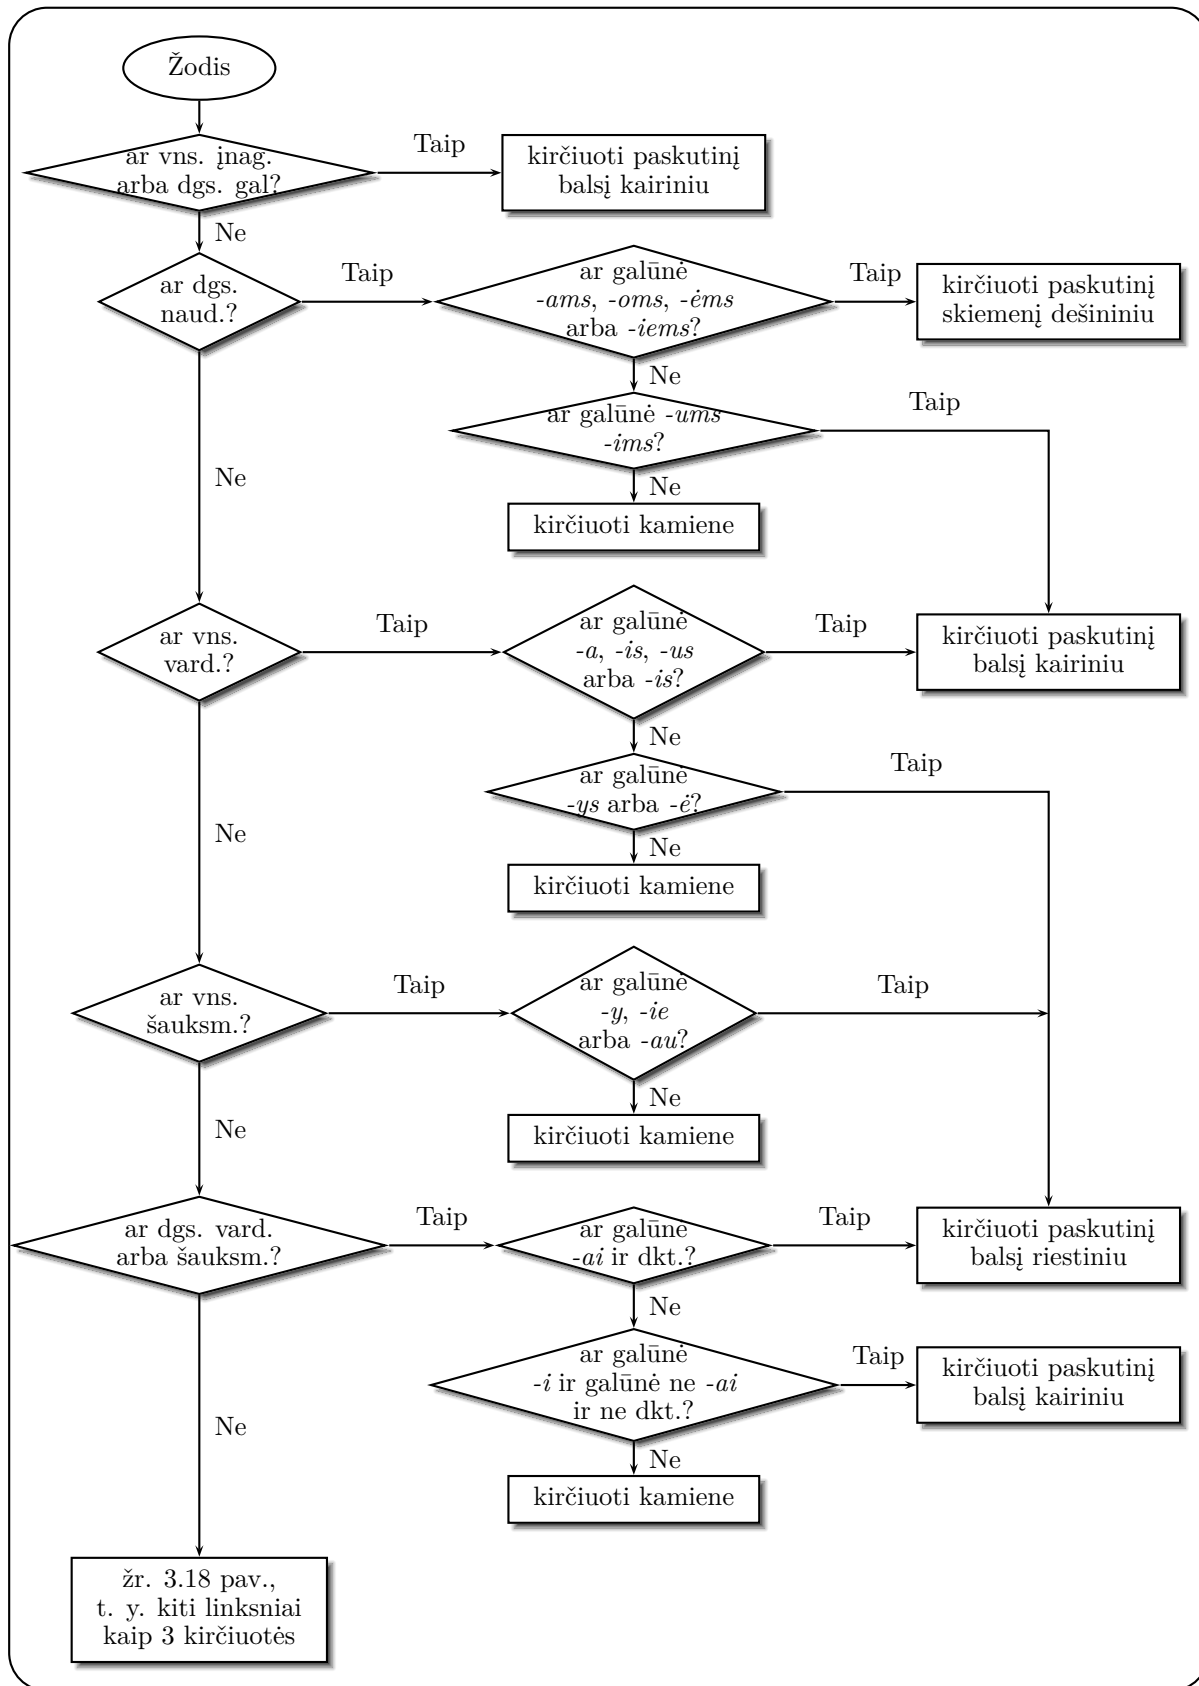 Žodis
ar vns. įnag.
arba dgs. gal?
Taip
kirčiuoti paskutinį
balsį kairiniu
Ne
ar dgs.
naud.?
Taip
ar galūnė
-ams, -oms, -ėms
arba -iems?
Taip
kirčiuoti paskutinį
skiemenį dešininiu
Ne
ar galūnė -ums
-ims?
Taip
Ne
kirčiuoti kamiene
Ne
ar vns.
vard.?
Taip
ar galūnė
-a, -is, -us
arba -is?
Taip
kirčiuoti paskutinį
balsį kairiniu
Ne
ar galūnė
-ys arba -ė?
Taip
Ne
kirčiuoti kamiene
Ne
ar vns.
šauksm.?
Taip
ar galūnė
-y, -ie
arba -au?
Taip
Ne
kirčiuoti kamiene
Ne
ar dgs. vard.
arba šauksm.?
Taip
ar galūnė
-ai ir dkt.?
Taip
kirčiuoti paskutinį
balsį riestiniu
Ne
ar galūnė
-i ir galūnė ne -ai
ir ne dkt.?
Taip
kirčiuoti paskutinį
balsį kairiniu
Ne
kirčiuoti kamiene
Ne
žr. 3.18 pav.,
t. y. kiti linksniai
kaip 3 kirčiuotės